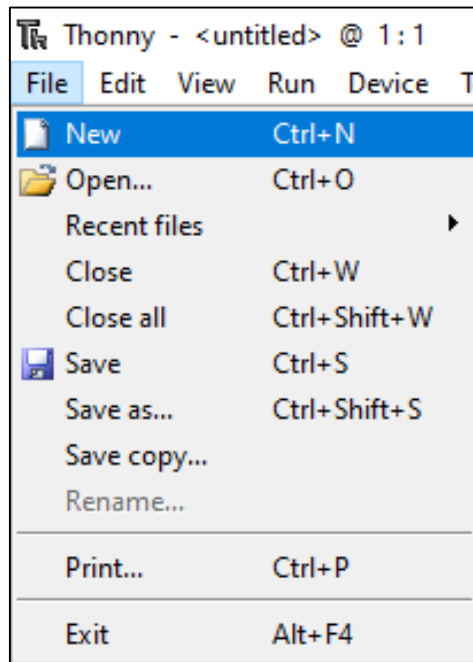 Thonny - <untitled> @ 1:1
File Edit View Run Device
New Ctrl+N
Open... Ctrl+O
Recent files
Close Ctrl+W
Close all Ctrl+Shift+W
Save Ctrl+S
Save as... Ctrl+Shift+S
Save copy...
Rename...
Print... Ctrl+P
Exit Alt+F4